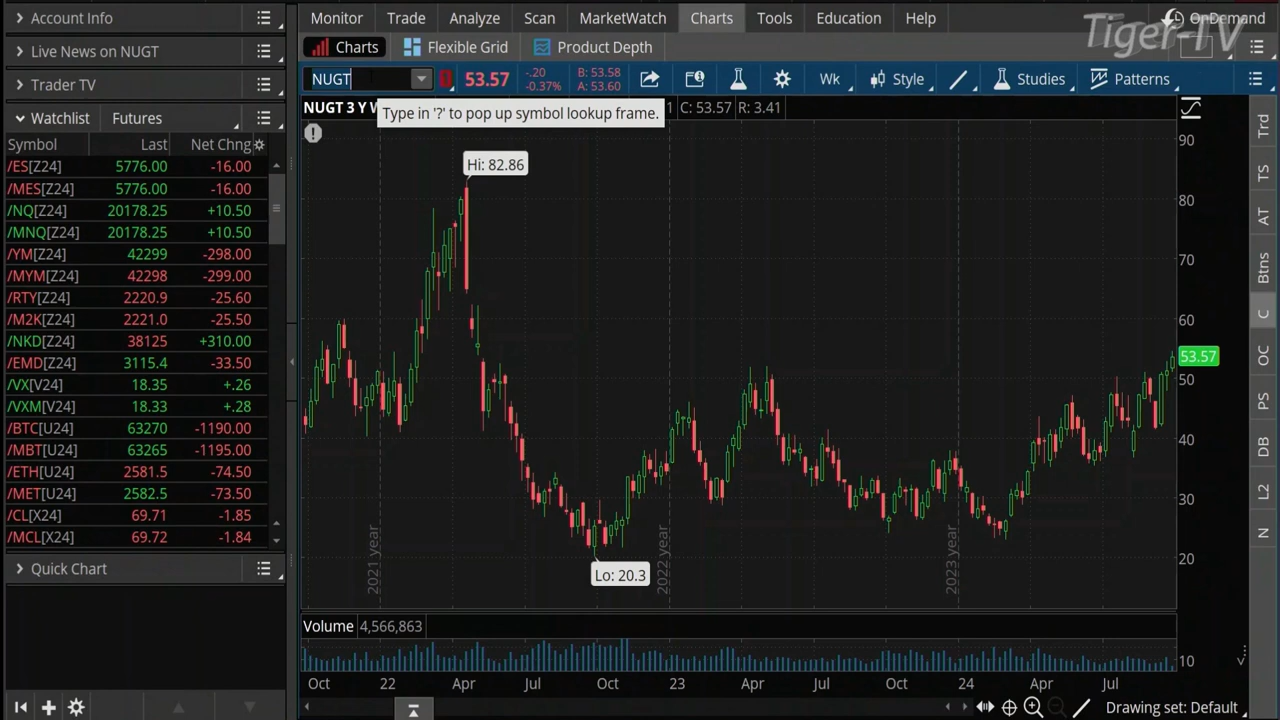 Account Info
Live News on NUGT
Trader TV
Watchlist Futures
Symbol Last Net Chng
/ES[Z24] 5776.00 -16.00
/MES[Z24] 5776.00 -16.00
/NQ[Z24] 20178.25 +10.50
/MNQ[Z24] 20178.25 +10.50
/YM[Z24] 42299 -298.00
/MYM[Z24] 42298 -299.00
/RTY[Z24] 2220.9 -25.60
/M2K[Z24] 2221.0 -25.50
/NKD[Z24] 38125 +310.00
/EMD[Z24] 3115.4 -33.50
/VX[V24] 18.35 +.26
/VXM[V24] 18.33 +.28
/BTC[U24] 63270 -1190.00
/MBT[U24] 63265 -1195.00
/ETH[U24] 2581.5 -74.50
/MET[U24] 2582.5 -73.50
/CL[X24] 69.71 -1.85
/MCL[X24] 69.72 -1.84
Quick Chart
Monitor Trade Analyze Scan MarketWatch Charts Tools Education Help
OnDemand
Tiger-TV
Charts Flexible Grid Product Depth
NUGT 53.57 -.20 B: 53.58
-0.37% A: 53.60
Wk Style Studies Patterns
NUGT 3 Y W
Type in '?' to pop up symbol lookup frame.
1 C: 53.57 R: 3.41
Hi: 82.86
Lo: 20.3
90
80
70
60
53.57
50
40
30
20
2021 year
2022 year
2023 year
Volume 4,566,863
10
Oct 22 Apr Jul Oct 23 Apr Jul Oct 24 Apr Jul
Drawing set: Default
Trd
TS
AT
Btns
C
OC
PS
DB
L2
N